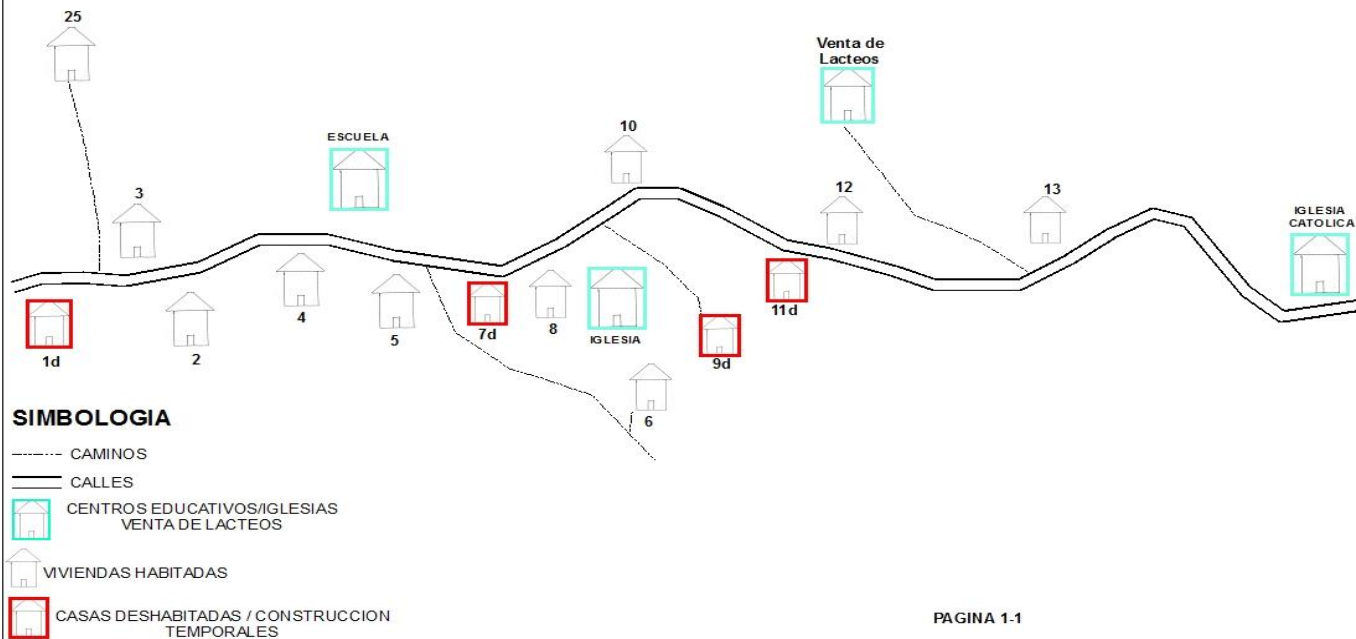 25
Venta de
Lacteos
ESCUELA
10
3
12
13
IGLESIA
CATOLICA
4
5
7d
8
IGLESIA
11d
1d
2
9d
6
SIMBOLOGIA
CAMINOS
CALLES
CENTROS EDUCATIVOS/IGLESIAS
VENTA DE LACTEOS
VIVIENDAS HABITADAS
CASAS DESHABITADAS / CONSTRUCCION
TEMPORALES
PAGINA 1-1